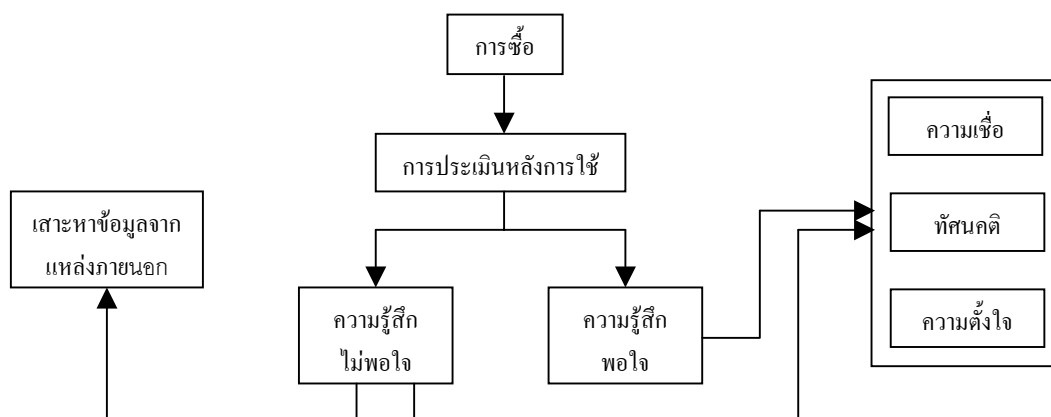 การซื้อ
ความเชื่อ
การประเมินหลังการใช้
เสาะหาข้อมูลจาก
แหล่งภายนอก
ทัศนคติ
ความรู้สึก
ไม่พอใจ
ความรู้สึก
พอใจ
ความตั้งใจ